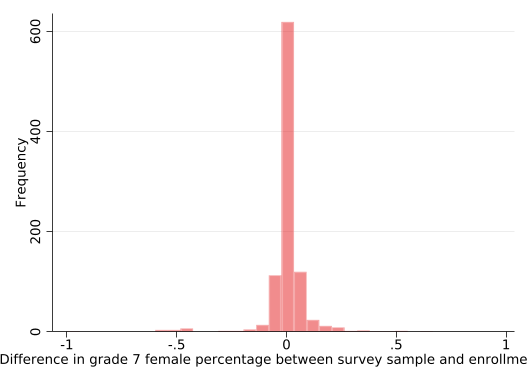 600
400
200
0
Frequency
-1 -.5 0 .5 1
Difference in grade 7 female percentage between survey sample and enrollme